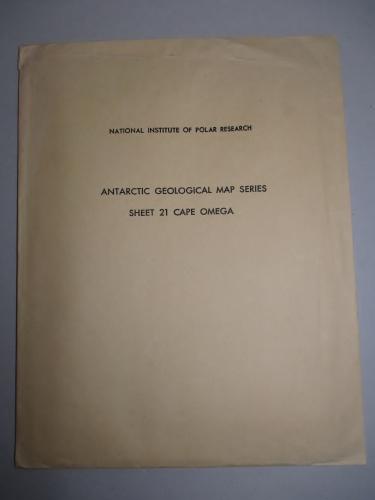 NATIONAL INSTITUTE OF POLAR RESEARCH
ANTARCTIC GEOLOGICAL MAP SERIES
SHEET 21 CAPE OMEGA